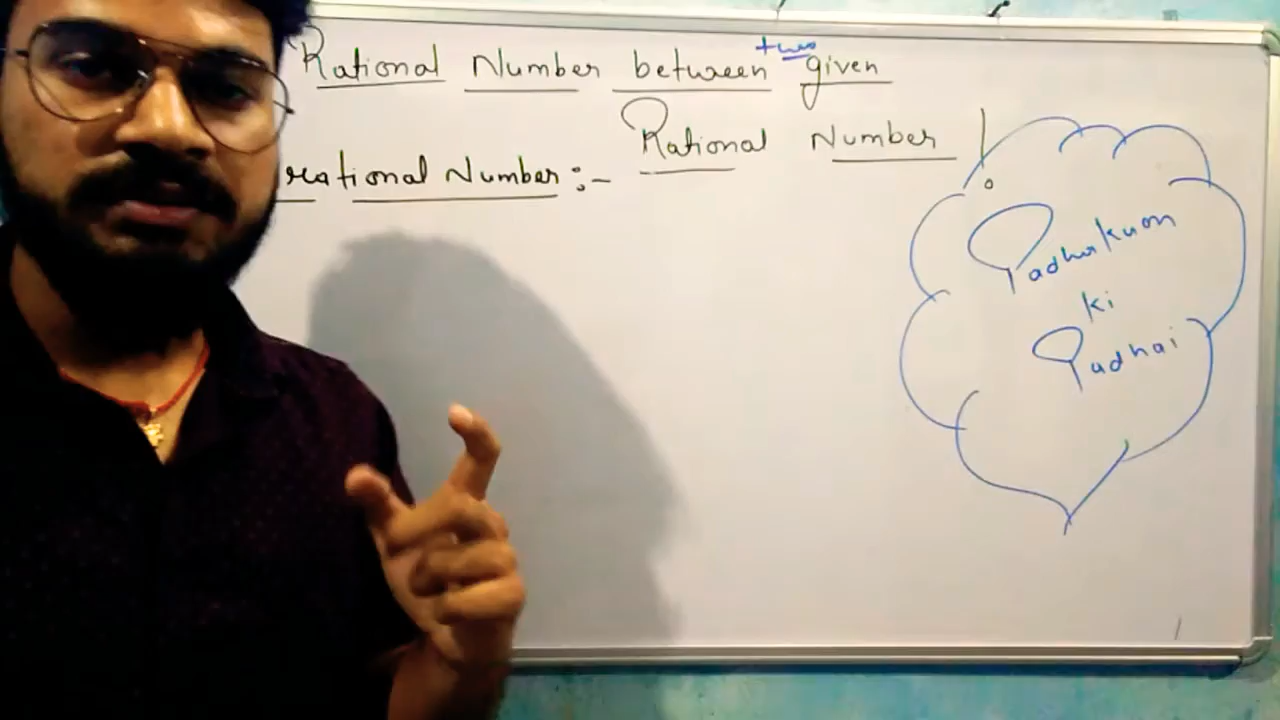 Rational Number between two given
Rational Number !
rational Number :-
Padhakuon
ki
Padhai